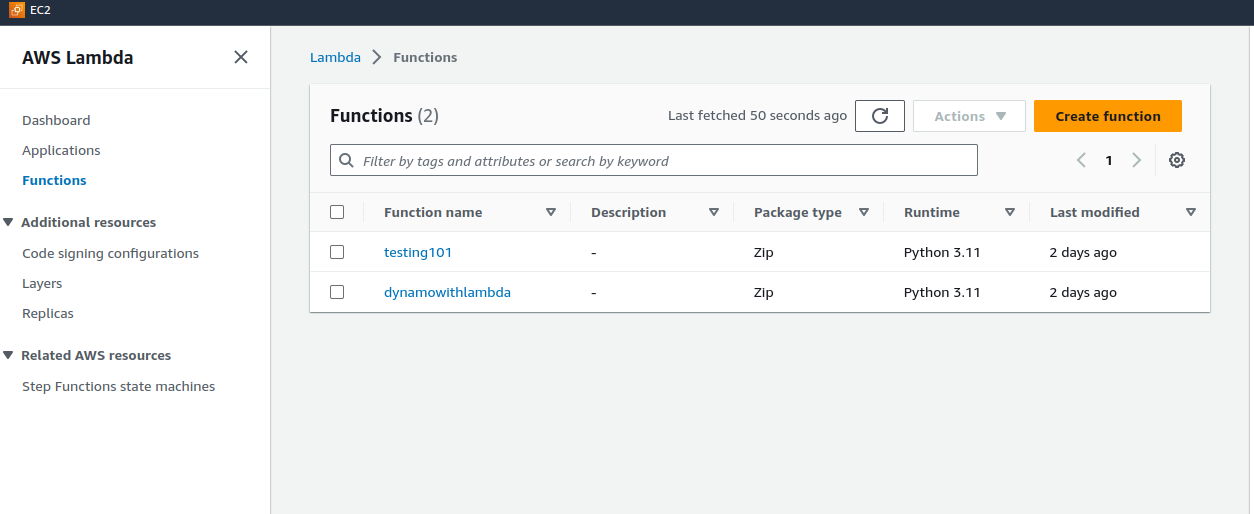 EC2
AWS Lambda
Dashboard
Applications
Functions
Additional resources
Code signing configurations
Layers
Replicas
Related AWS resources
Step Functions state machines
Lambda Functions
Functions (2) Last fetched 50 seconds ago Actions Create function
Filter by tags and attributes or search by keyword 1
Function name Description Package type Runtime Last modified
testing101 - Zip Python 3.11 2 days ago
dynamowithlambda - Zip Python 3.11 2 days ago